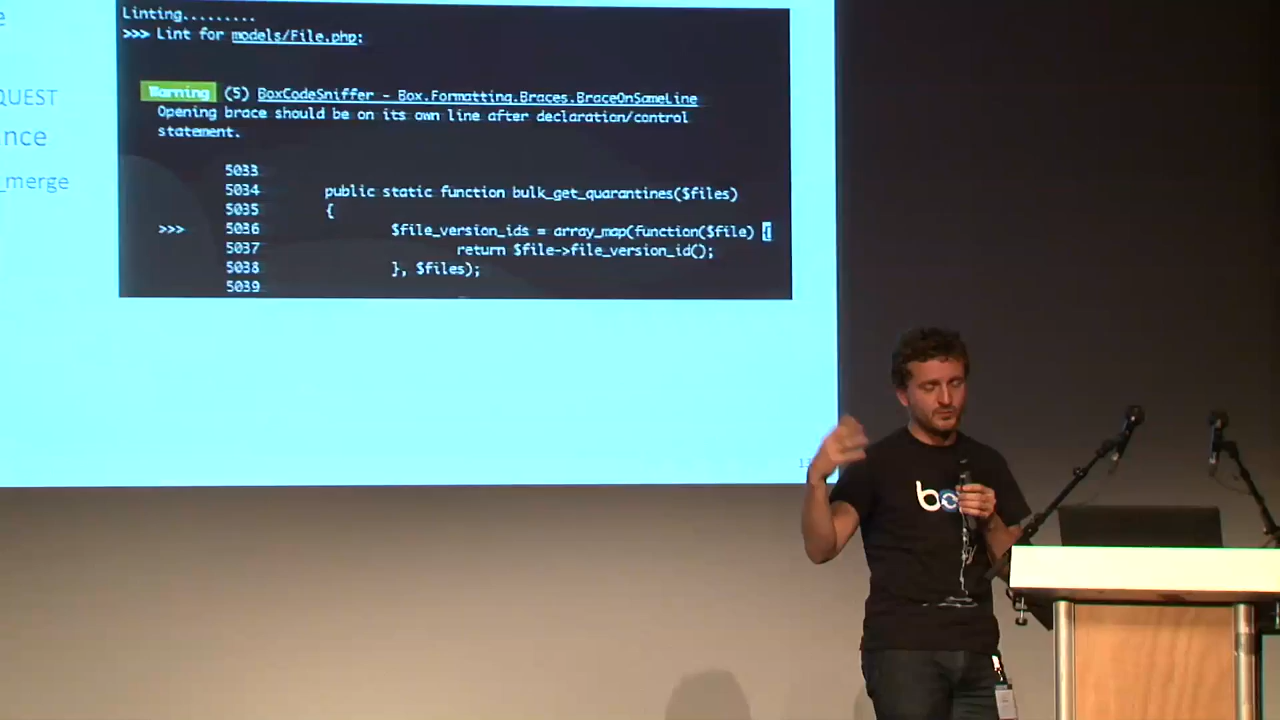 Linting.........
>>> Lint for models/File.php:
QUEST
nce
_merge
Warning (5) BoxCodeSniffer - Box.Formatting.Braces.BraceOnSameLine
Opening brace should be on its own line after declaration/control
statement.
5033
5034 public static function bulk_get_quarantines($files)
5035 {
>>> 5036 $file_version_ids = array_map(function($file) {
5037 return $file->file_version_id();
5038 }, $files);
5039